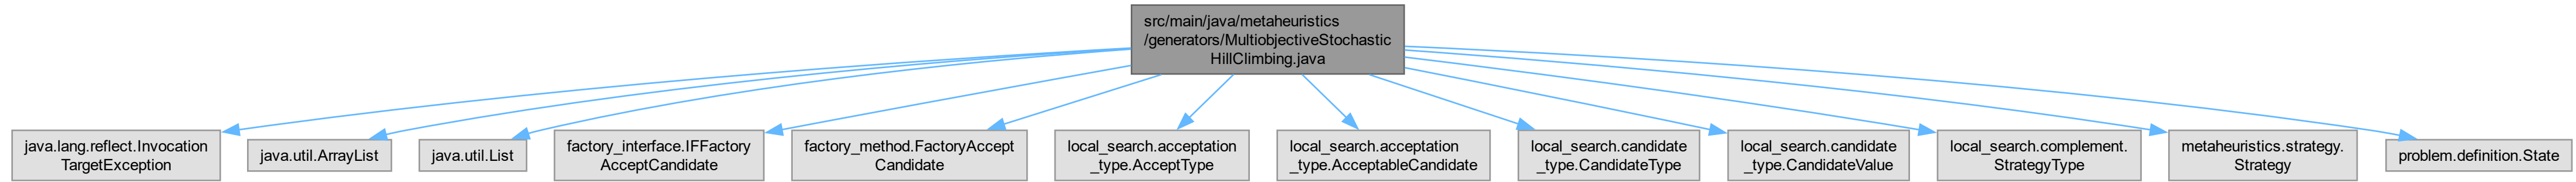 src/main/java/metaheuristics
/generators/MultiobjectiveStochastic
HillClimbing.java
java.lang.reflect.Invocation
TargetException
java.util.ArrayList
java.util.List
factory_interface.IFFactory
AcceptCandidate
factory_method.FactoryAccept
Candidate
local_search.acceptation
_type.AcceptType
local_search.acceptation
_type.AcceptableCandidate
local_search.candidate
_type.CandidateType
local_search.candidate
_type.CandidateValue
local_search.complement.
StrategyType
metaheuristics.strategy.
Strategy
problem.definition.State